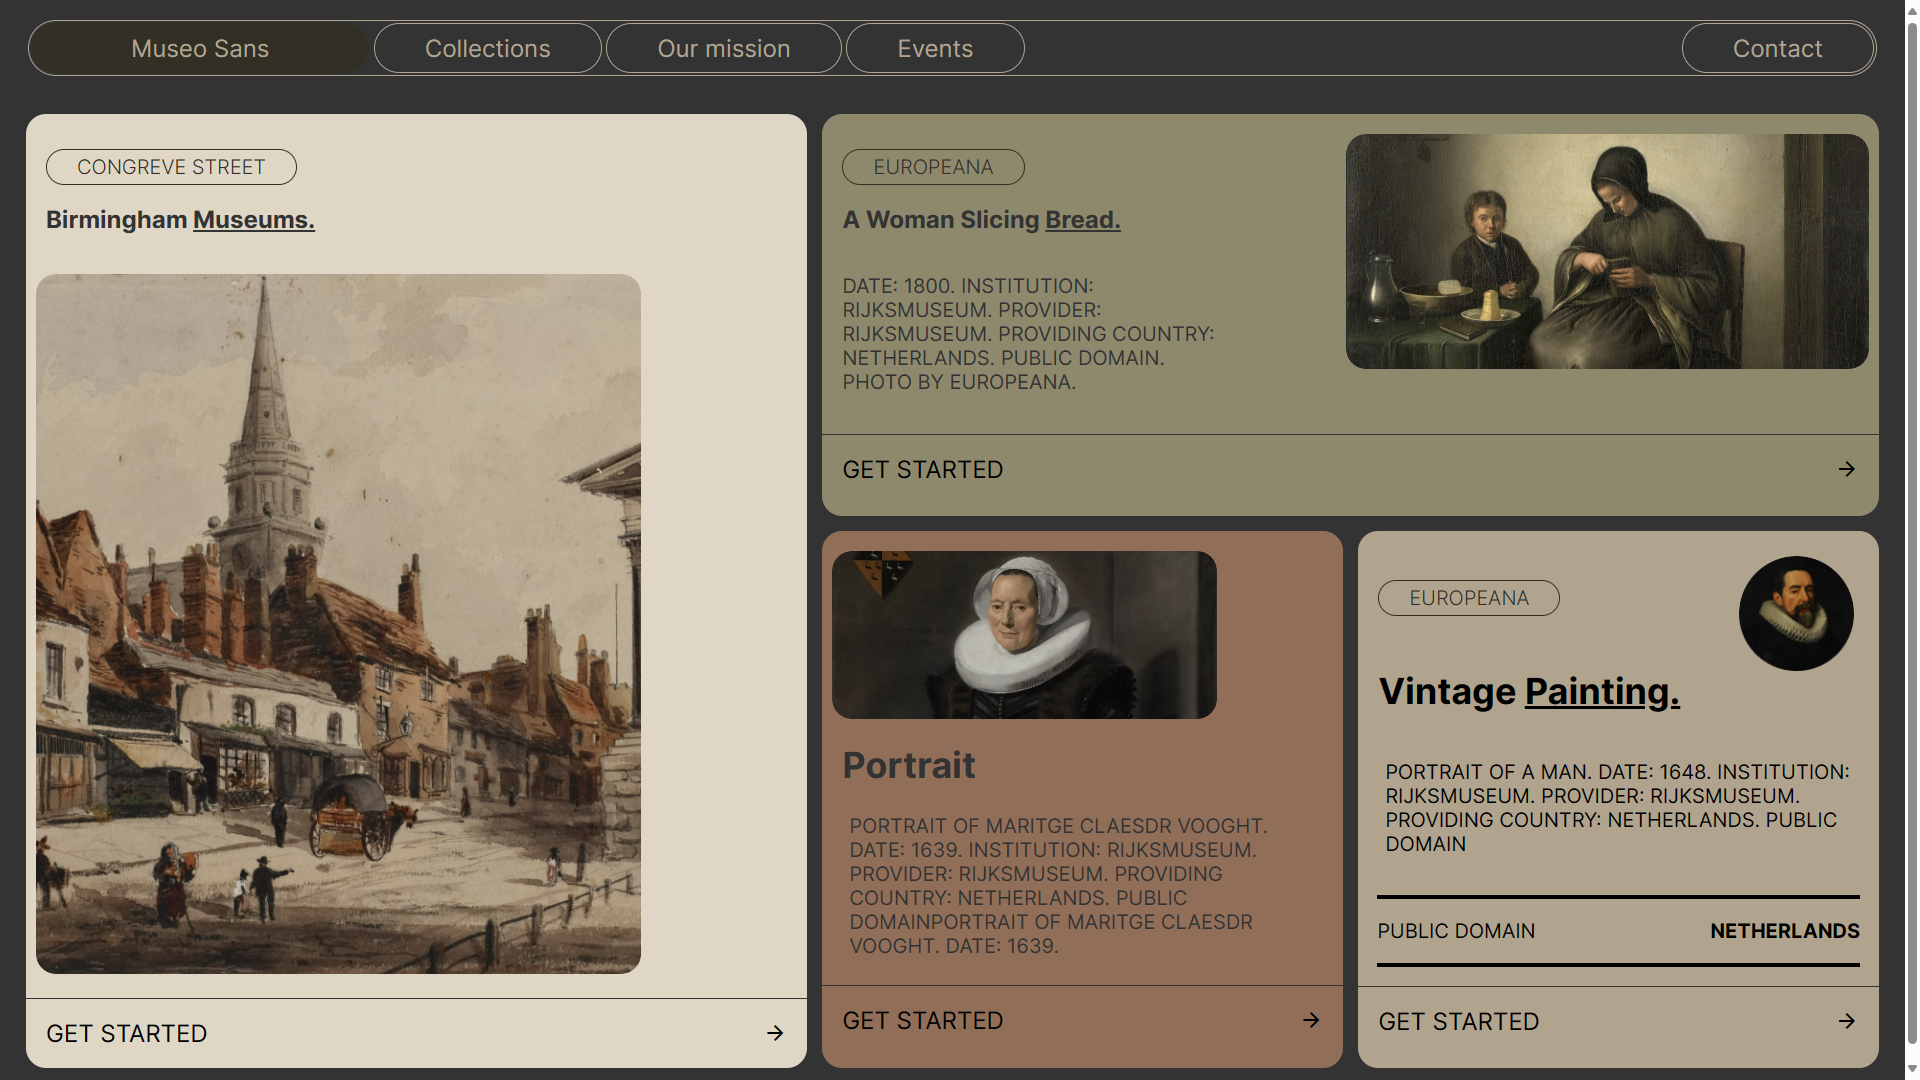 Museo Sans
Collections
Our mission
Events
Contact
CONGREVE STREET
Birmingham Museums.
GET STARTED
EUROPEANA
A Woman Slicing Bread.
DATE: 1800. INSTITUTION:
RIJKSMUSEUM. PROVIDER:
RIJKSMUSEUM. PROVIDING COUNTRY:
NETHERLANDS. PUBLIC DOMAIN.
PHOTO BY EUROPEANA.
GET STARTED
Portrait
PORTRAIT OF MARITGE CLAESDR VOOGHT.
DATE: 1639. INSTITUTION: RIJKSMUSEUM.
PROVIDER: RIJKSMUSEUM. PROVIDING
COUNTRY: NETHERLANDS. PUBLIC
DOMAINPORTRAIT OF MARITGE CLAESDR
VOOGHT. DATE: 1639.
GET STARTED
EUROPEANA
Vintage Painting.
PORTRAIT OF A MAN. DATE: 1648. INSTITUTION:
RIJKSMUSEUM. PROVIDER: RIJKSMUSEUM.
PROVIDING COUNTRY: NETHERLANDS. PUBLIC
DOMAIN
PUBLIC DOMAIN
NETHERLANDS
GET STARTED